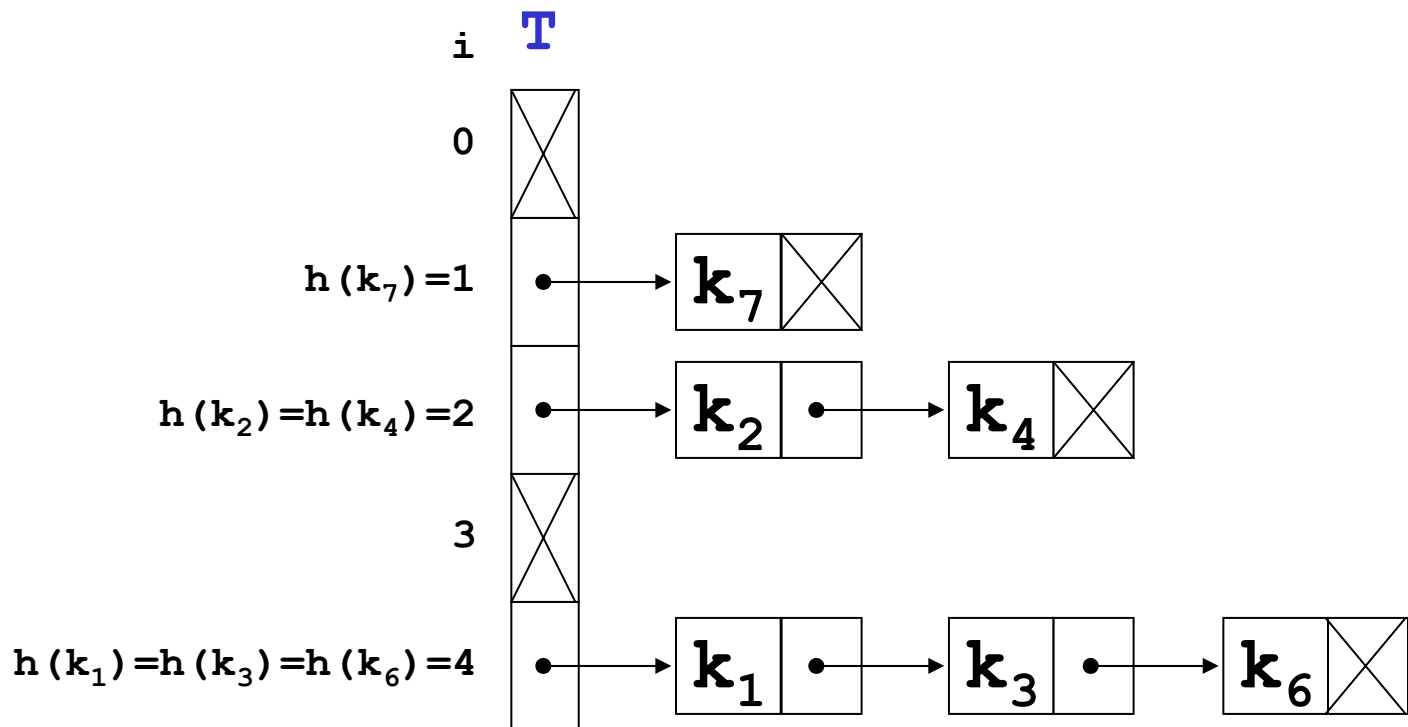 i T
0
h(k₇)=1 k₇
h(k₂)=h(k₄)=2 k₂ k₄
3
h(k₁)=h(k₃)=h(k₆)=4 k₁ k₃ k₆